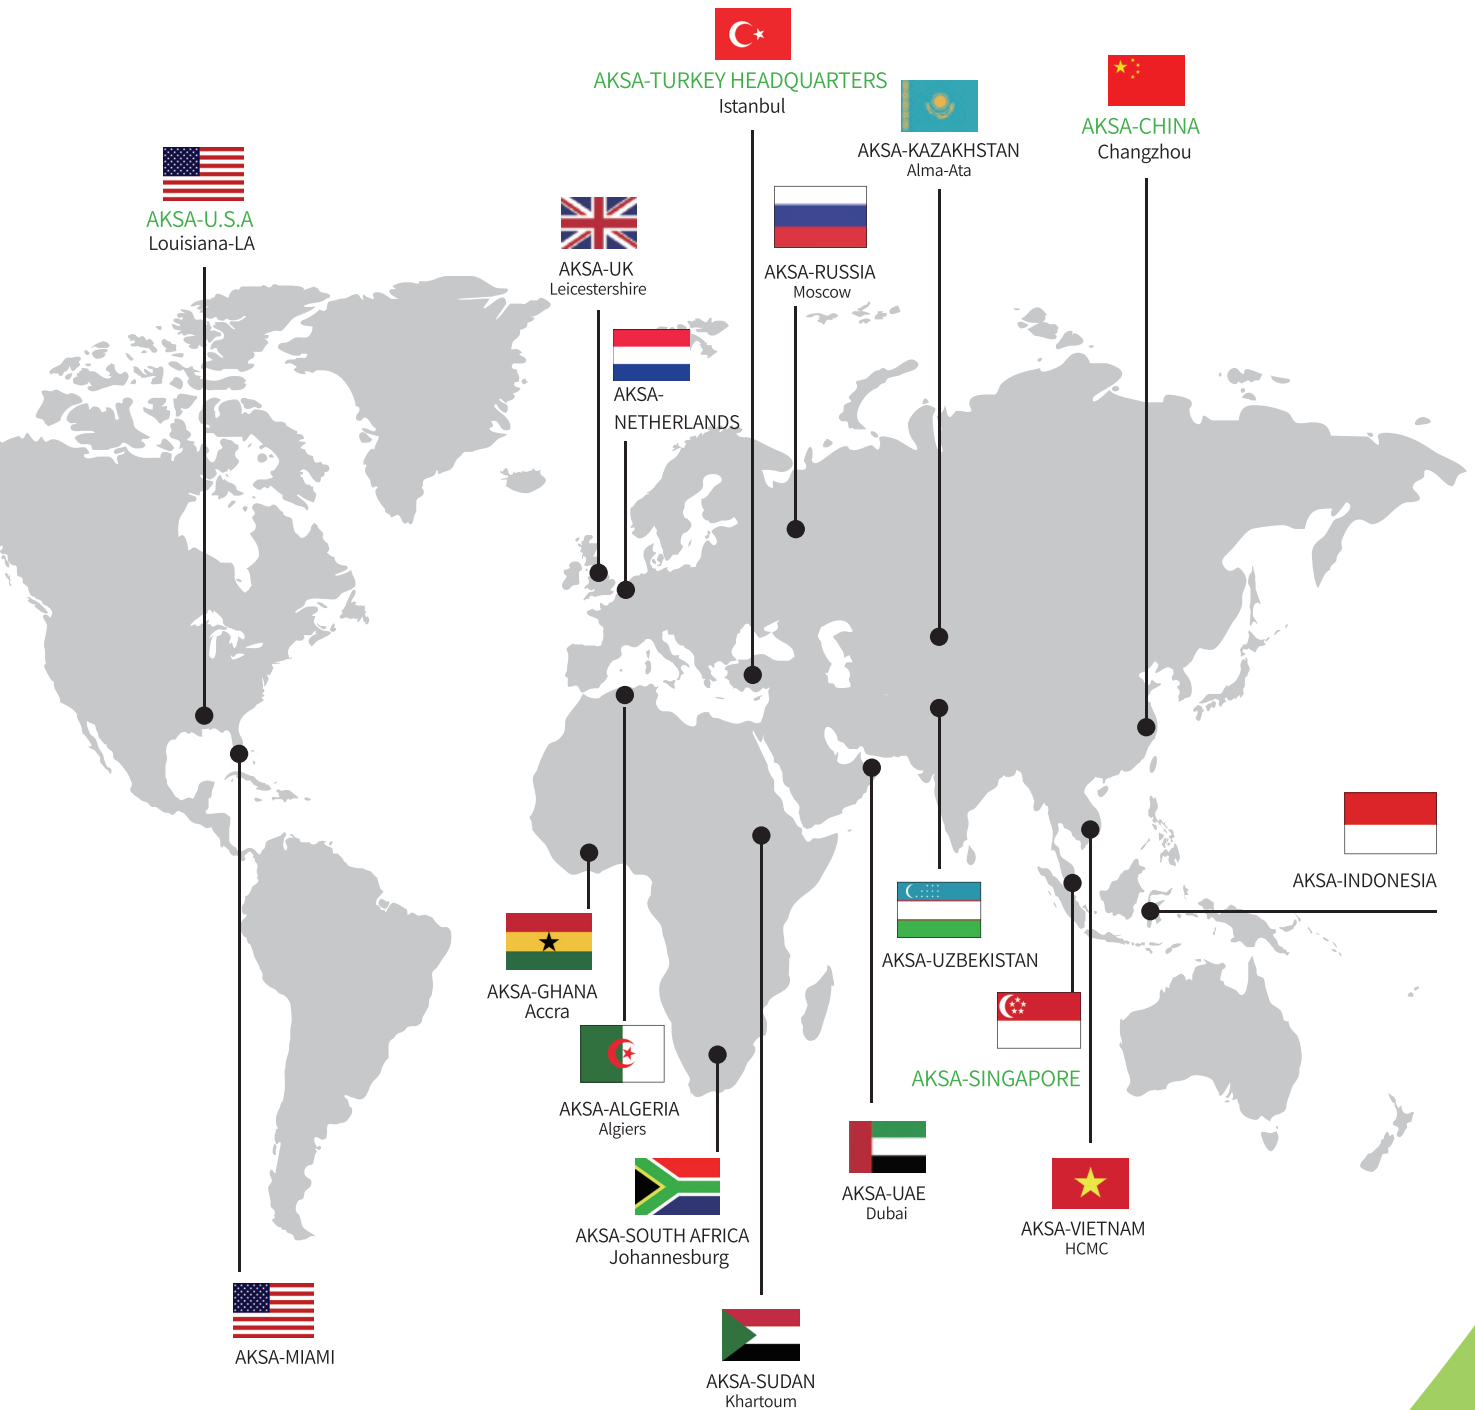 AKSA-TURKEY HEADQUARTERS
Istanbul
AKSA-KAZAKHSTAN
Alma-Ata
AKSA-CHINA
Changzhou
AKSA-U.S.A
Louisiana-LA
AKSA-UK
Leicestershire
AKSA-RUSSIA
Moscow
AKSA-
NETHERLANDS
AKSA-INDONESIA
AKSA-UZBEKISTAN
AKSA-GHANA
Accra
AKSA-SINGAPORE
AKSA-ALGERIA
Algiers
AKSA-UAE
Dubai
AKSA-SOUTH AFRICA
Johannesburg
AKSA-VIETNAM
HCMC
AKSA-MIAMI
AKSA-SUDAN
Khartoum